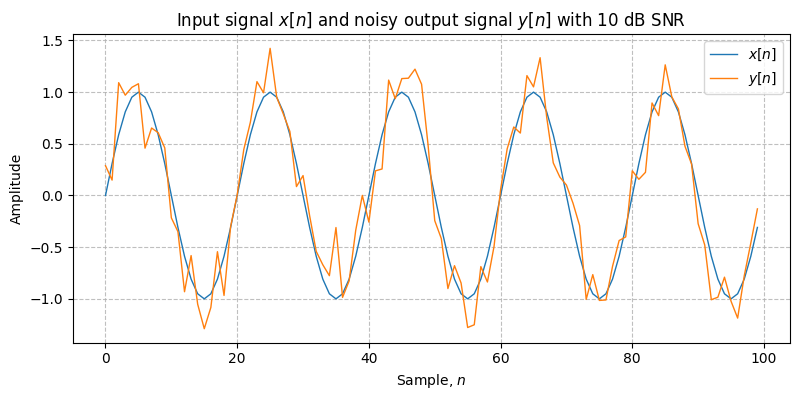 Input signal x[n] and noisy output signal y[n] with 10 dB SNR
x[n]
y[n]
1.5
1.0
0.5
0.0
−0.5
−1.0
Amplitude
0 20 40 60 80 100
Sample, n